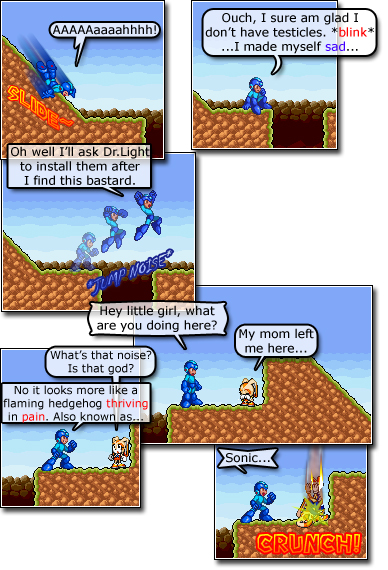 AAAAAaaaahhhh!
SLIDE~
Ouch, I sure am glad I
don't have testicles. *blink*
...I made myself sad...
Oh well I'll ask Dr.Light
to install them after
I find this bastard.
*JUMP NOISE*
Hey little girl, what
are you doing here?
My mom left
me here...
What's that noise?
Is that god?
No it looks more like a
flaming hedgehog thriving
in pain. Also known as...
Sonic...
CRUNCH!